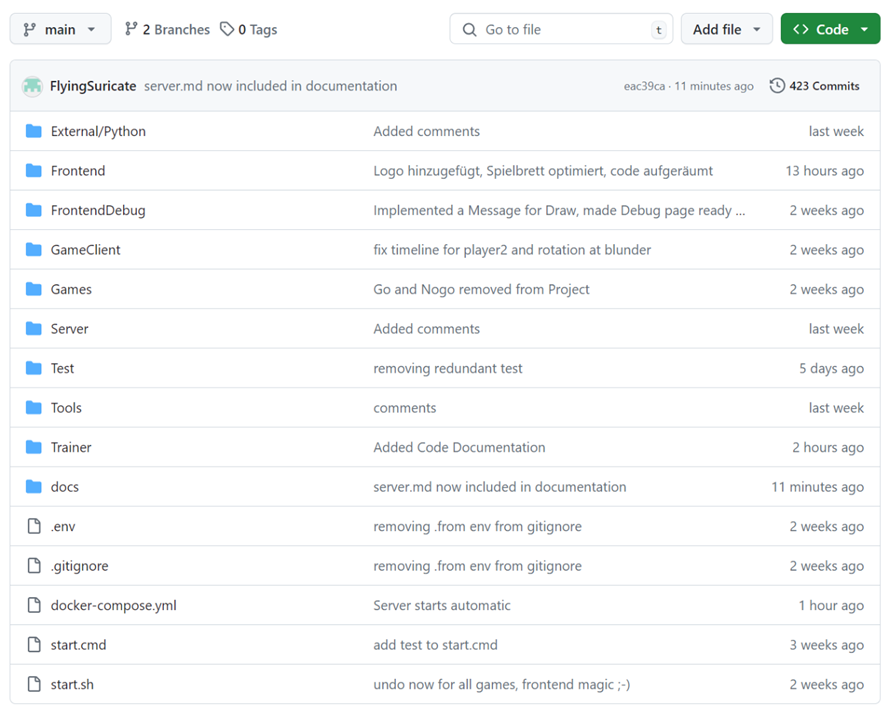 main 2 Branches 0 Tags Go to file t Add file Code
FlyingSuricate server.md now included in documentation eac39ca · 11 minutes ago 423 Commits
External/Python Added comments last week
Frontend Logo hinzugefügt, Spielbrett optimiert, code aufgeräumt 13 hours ago
FrontendDebug Implemented a Message for Draw, made Debug page ready ... 2 weeks ago
GameClient fix timeline for player2 and rotation at blunder 2 weeks ago
Games Go and Nogo removed from Project 2 weeks ago
Server Added comments last week
Test removing redundant test 5 days ago
Tools comments last week
Trainer Added Code Documentation 2 hours ago
docs server.md now included in documentation 11 minutes ago
.env removing .from env from gitignore 2 weeks ago
.gitignore removing .from env from gitignore 2 weeks ago
docker-compose.yml Server starts automatic 1 hour ago
start.cmd add test to start.cmd 3 weeks ago
start.sh undo now for all games, frontend magic ;-) 2 weeks ago